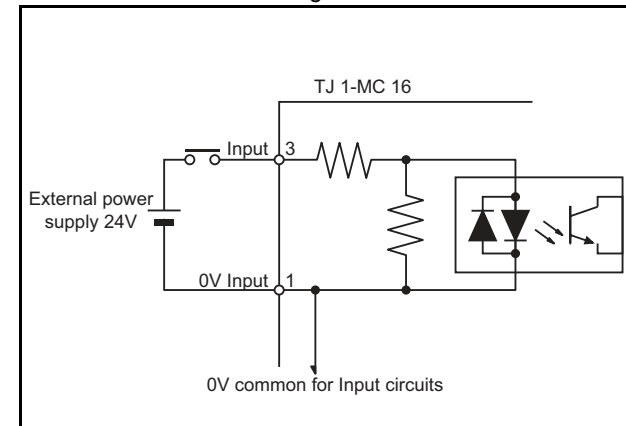 TJ 1-MC 16
Input
3
External power
supply 24V
0V Input
1
0V common for Input circuits